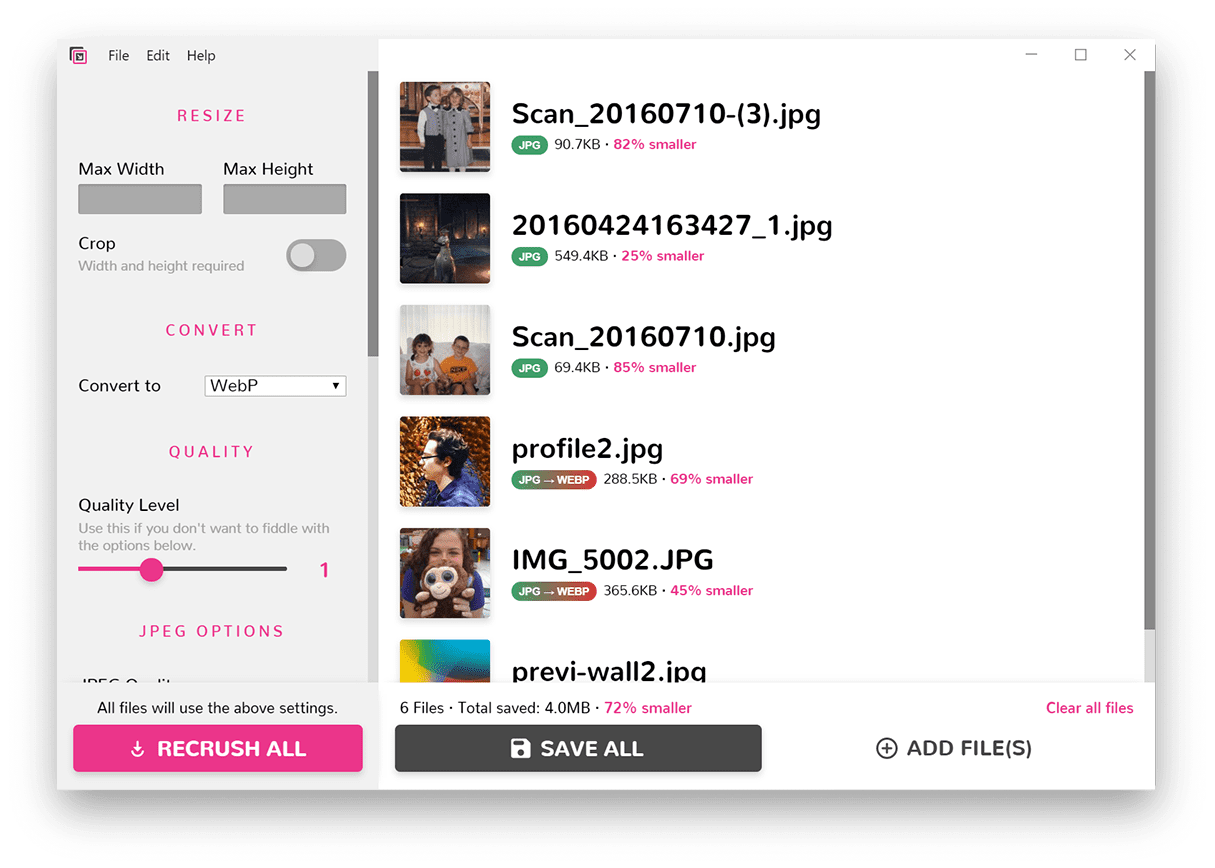 File Edit Help
RESIZE
Max Width Max Height
Crop
Width and height required
CONVERT
Convert to WebP
QUALITY
Quality Level
Use this if you don't want to fiddle with
the options below.
1
JPEG OPTIONS
JPEG Quality
All files will use the above settings.
RECRUSH ALL
Scan_20160710-(3).jpg
JPG 90.7KB · 82% smaller
20160424163427_1.jpg
JPG 549.4KB · 25% smaller
Scan_20160710.jpg
JPG 69.4KB · 85% smaller
profile2.jpg
JPG → WEBP 288.5KB · 69% smaller
IMG_5002.JPG
JPG → WEBP 365.6KB · 45% smaller
previ-wall2.jpg
6 Files · Total saved: 4.0MB · 72% smaller
Clear all files
SAVE ALL
ADD FILE(S)